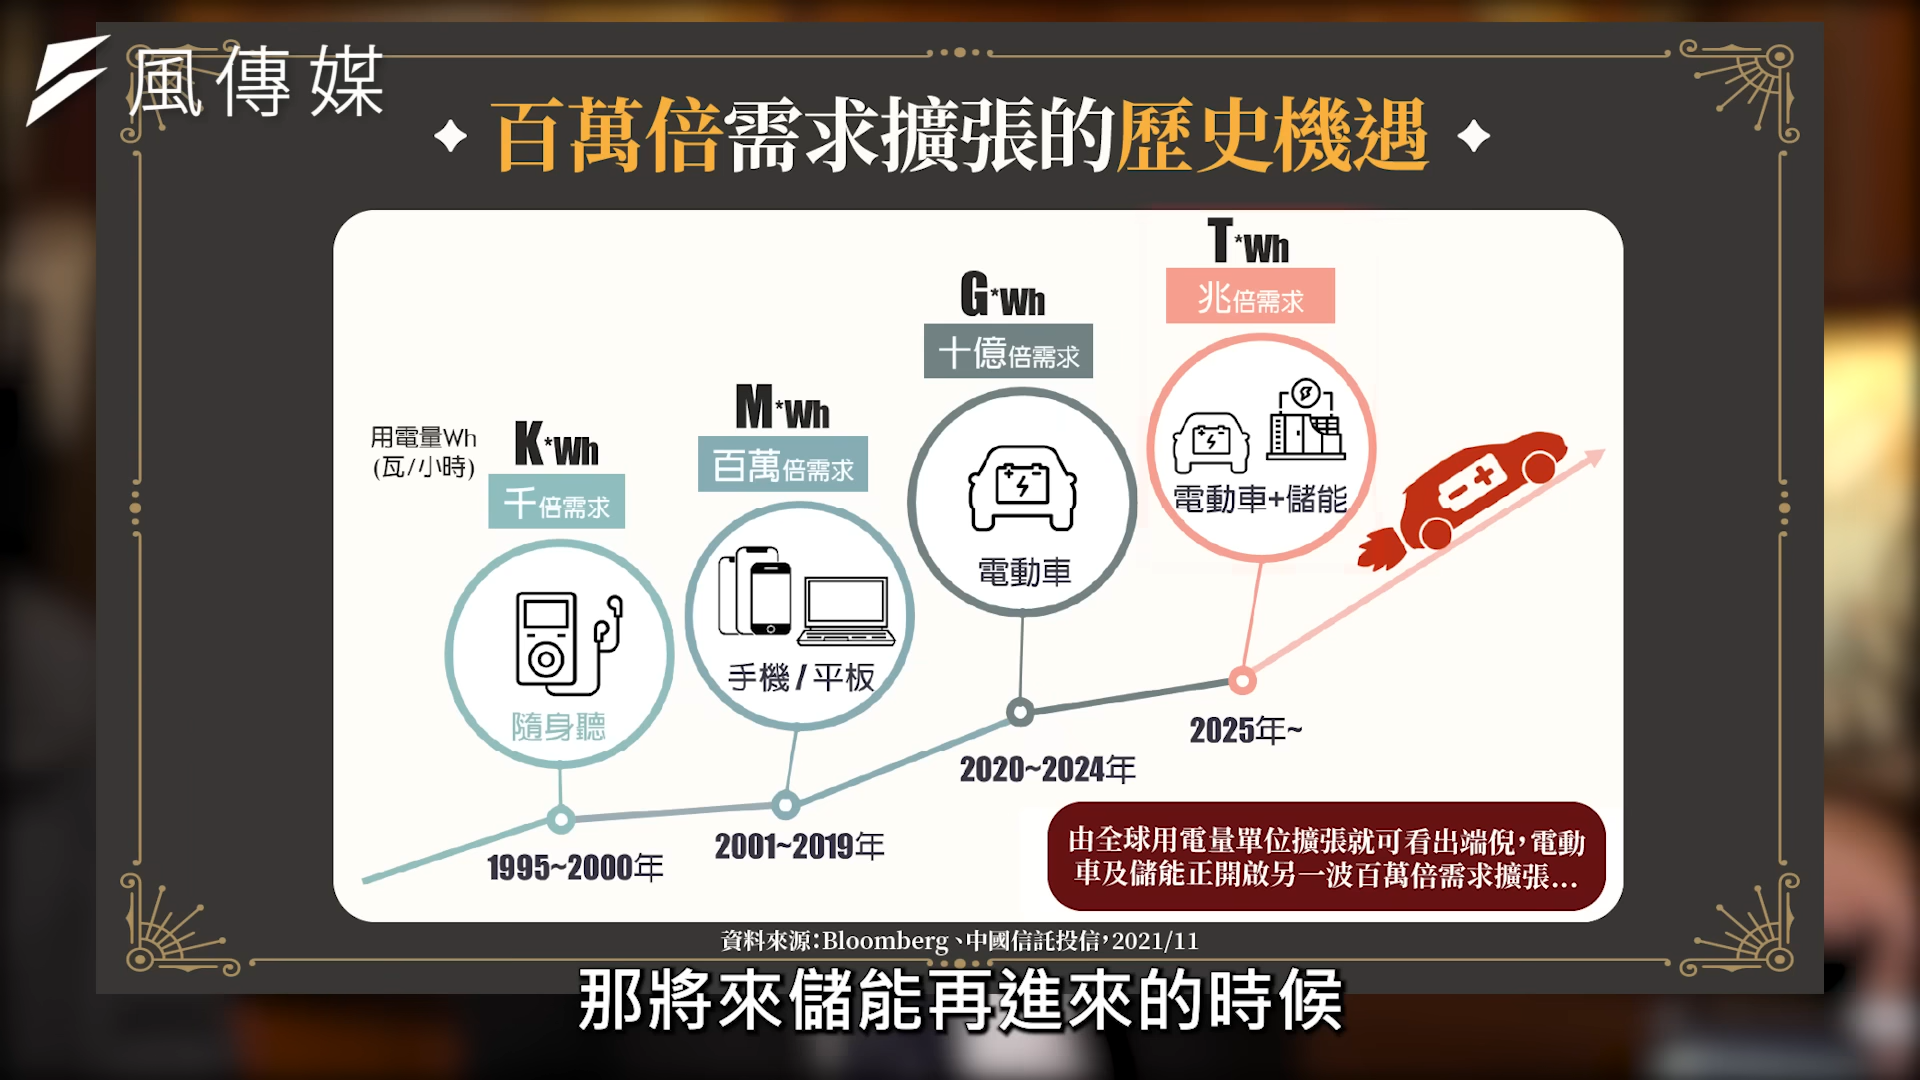 風傳媒
百萬倍需求擴張的歷史機遇
用電量Wh
(瓦/小時)
K*Wh
千倍需求
隨身聽
1995~2000年
M*Wh
百萬倍需求
手機/平板
2001~2019年
G*Wh
十億倍需求
電動車
2020~2024年
T*Wh
兆倍需求
電動車+儲能
2025年~
由全球用電量單位擴張就可看出端倪,電動
車及儲能正開啟另一波百萬倍需求擴張...
資料來源:Bloomberg、中國信託投信,2021/11
那將來儲能再進來的時候